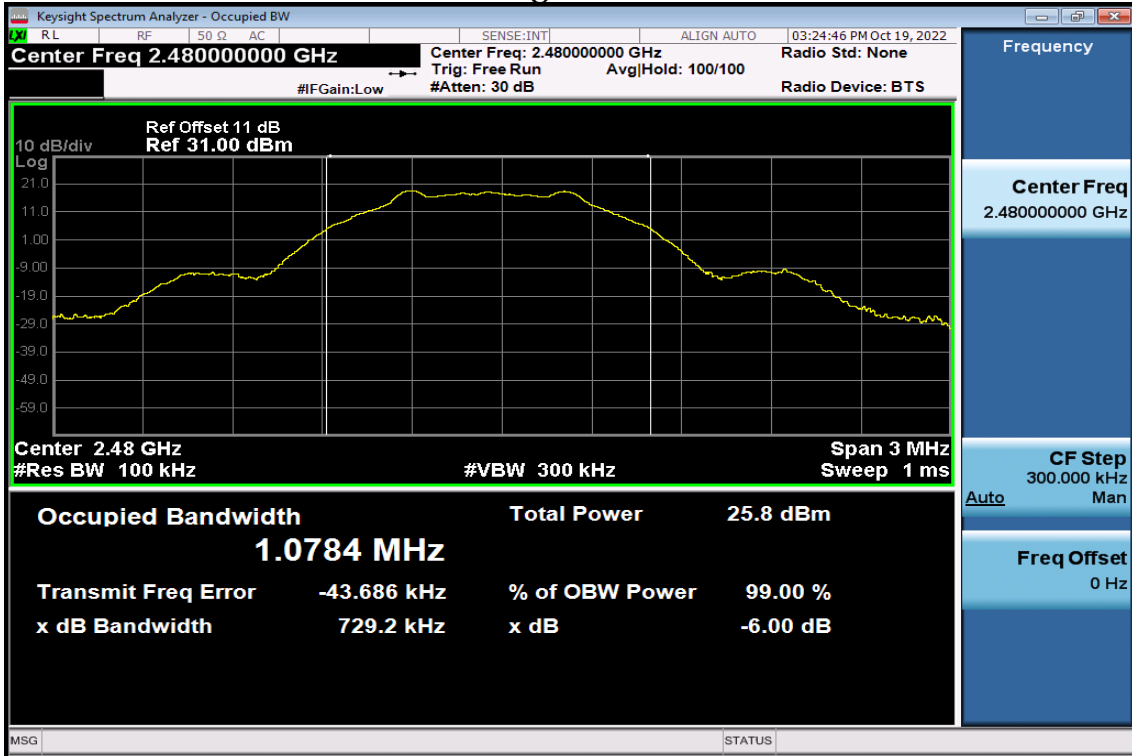 Keysight Spectrum Analyzer - Occupied BW
LXI RL RF 50 Ω AC SENSE:INT ALIGN AUTO 03:24:46 PM Oct 19, 2022
Center Freq 2.480000000 GHz Center Freq: 2.480000000 GHz Radio Std: None
Trig: Free Run Avg|Hold: 100/100
#IFGain:Low #Atten: 30 dB Radio Device: BTS
Ref Offset 11 dB
10 dB/div Ref 31.00 dBm
Log
21.0
11.0
1.00
-9.00
-19.0
-29.0
-39.0
-49.0
-59.0
Center 2.48 GHz Span 3 MHz
#Res BW 100 kHz #VBW 300 kHz Sweep 1 ms
Occupied Bandwidth Total Power 25.8 dBm
1.0784 MHz
Transmit Freq Error -43.686 kHz % of OBW Power 99.00 %
x dB Bandwidth 729.2 kHz x dB -6.00 dB
Frequency
Center Freq
2.480000000 GHz
CF Step
300.000 kHz
Auto Man
Freq Offset
0 Hz
MSG STATUS